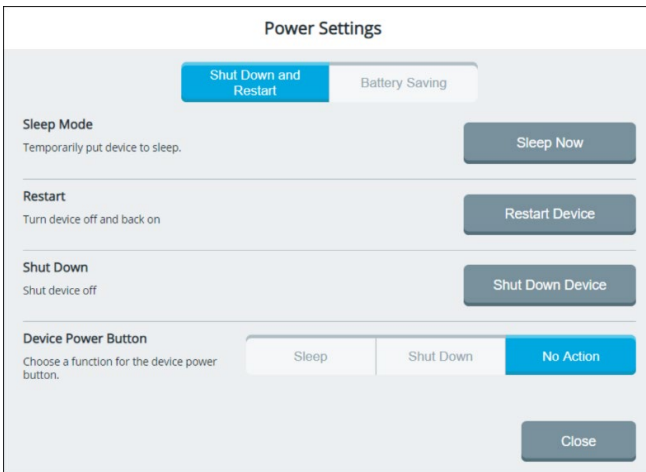 Power Settings
Shut Down and
Restart
Battery Saving
Sleep Mode
Temporarily put device to sleep.
Sleep Now
Restart
Turn device off and back on
Restart Device
Shut Down
Shut device off
Shut Down Device
Device Power Button
Choose a function for the device power
button.
Sleep
Shut Down
No Action
Close